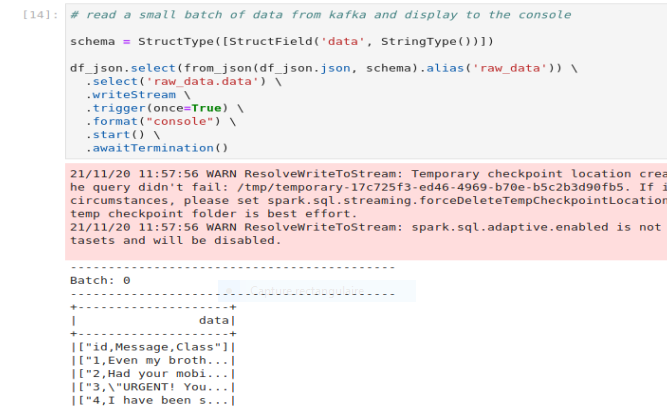 [14]: # read a small batch of data from kafka and display to the console
schema = StructType([StructField('data', StringType())])
df_json.select(from_json(df_json.json, schema).alias('raw_data')) \
.select('raw_data.data') \
.writeStream \
.trigger(once=True) \
.format("console") \
.start() \
.awaitTermination()
21/11/20 11:57:56 WARN ResolveWriteToStream: Temporary checkpoint location crea
he query didn't fail: /tmp/temporary-17c725f3-ed46-4969-b70e-b5c2b3d90fb5. If i
circumstances, please set spark.sql.streaming.forceDeleteTempCheckpointLocation
temp checkpoint folder is best effort.
21/11/20 11:57:56 WARN ResolveWriteToStream: spark.sql.adaptive.enabled is not
tasets and will be disabled.
-------------------------------------------
Batch: 0
Capture rectangulaire
-------------------------------------------
+--------------------+
|                data|
+--------------------+
|["id,Message,Class"]|
|["1,Even my broth...|
|["2,Had your mobi...|
|["3,\"URGENT! You...|
|["4,I have been s...|